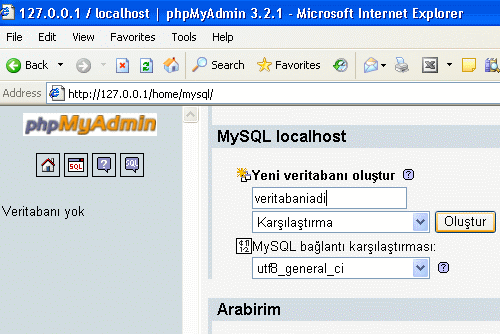 127.0.0.1 / localhost | phpMyAdmin 3.2.1 - Microsoft Internet Explorer
File Edit View Favorites Tools Help
Back Search Favorites
Address http://127.0.0.1/home/mysql/
phpMyAdmin
SQL ? SQL
Veritabanı yok
MySQL localhost
Yeni veritabanı oluştur ?
veritabaniadi
Karşılaştırma Oluştur
MySQL bağlantı karşılaştırması:
utf8_general_ci ?
Arabirim